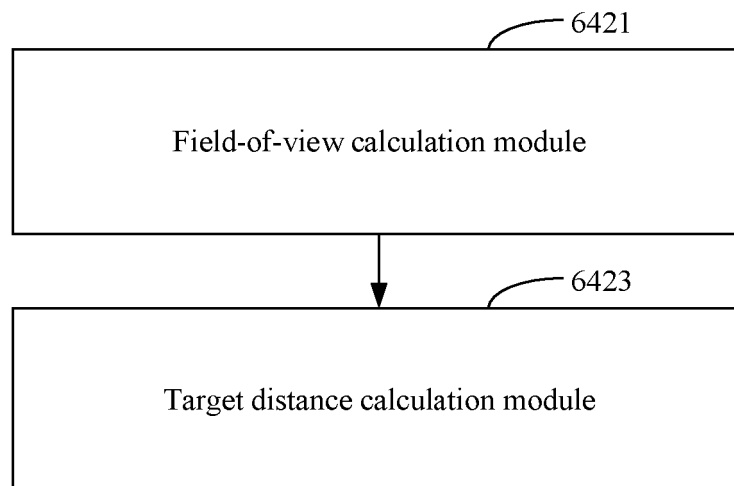 6421
Field-of-view calculation module
6423
Target distance calculation module